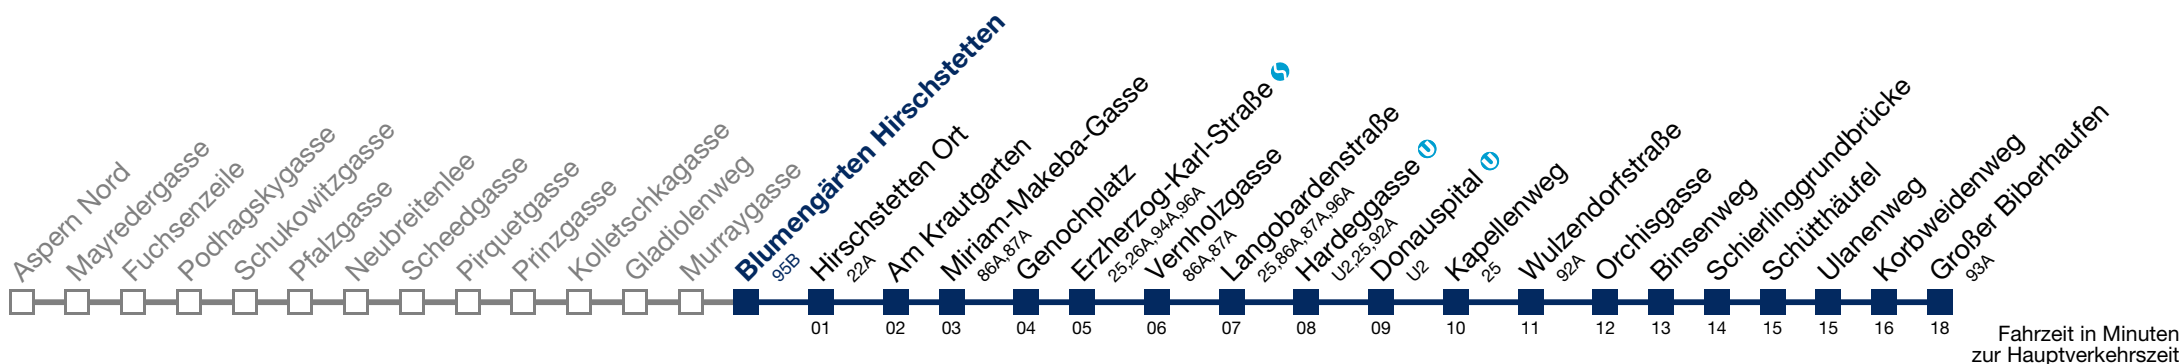 Aspern Nord
Mayredergasse
Fuchsenzeile
Podhagskygasse
Schukowitzgasse
Pfalzgasse
Neubreitenlee
Scheedgasse
Pirquetgasse
Prinzgasse
Kolletschkagasse
Gladiolenweg
Murraygasse
Blumengärten Hirschstetten
95B
Hirschstetten Ort
22A
01
Am Krautgarten
02
Miriam-Makeba-Gasse
86A,87A
03
Genochplatz
04
Erzherzog-Karl-Straße S
25,26A,94A,96A
05
Vernholzgasse
86A,87A
06
Langobardenstraße
25,86A,87A,96A
07
Hardeggasse U
U2,25,92A
08
Donauspital U
U2
09
Kapellenweg
25
10
Wulzendorfstraße
92A
11
Orchisgasse
12
Binsenweg
13
Schierlinggrundbrücke
14
Schütthäufel
15
Ulanenweg
15
Korbweidenweg
16
Großer Biberhaufen
93A
18
Fahrzeit in Minuten
zur Hauptverkehrszeit